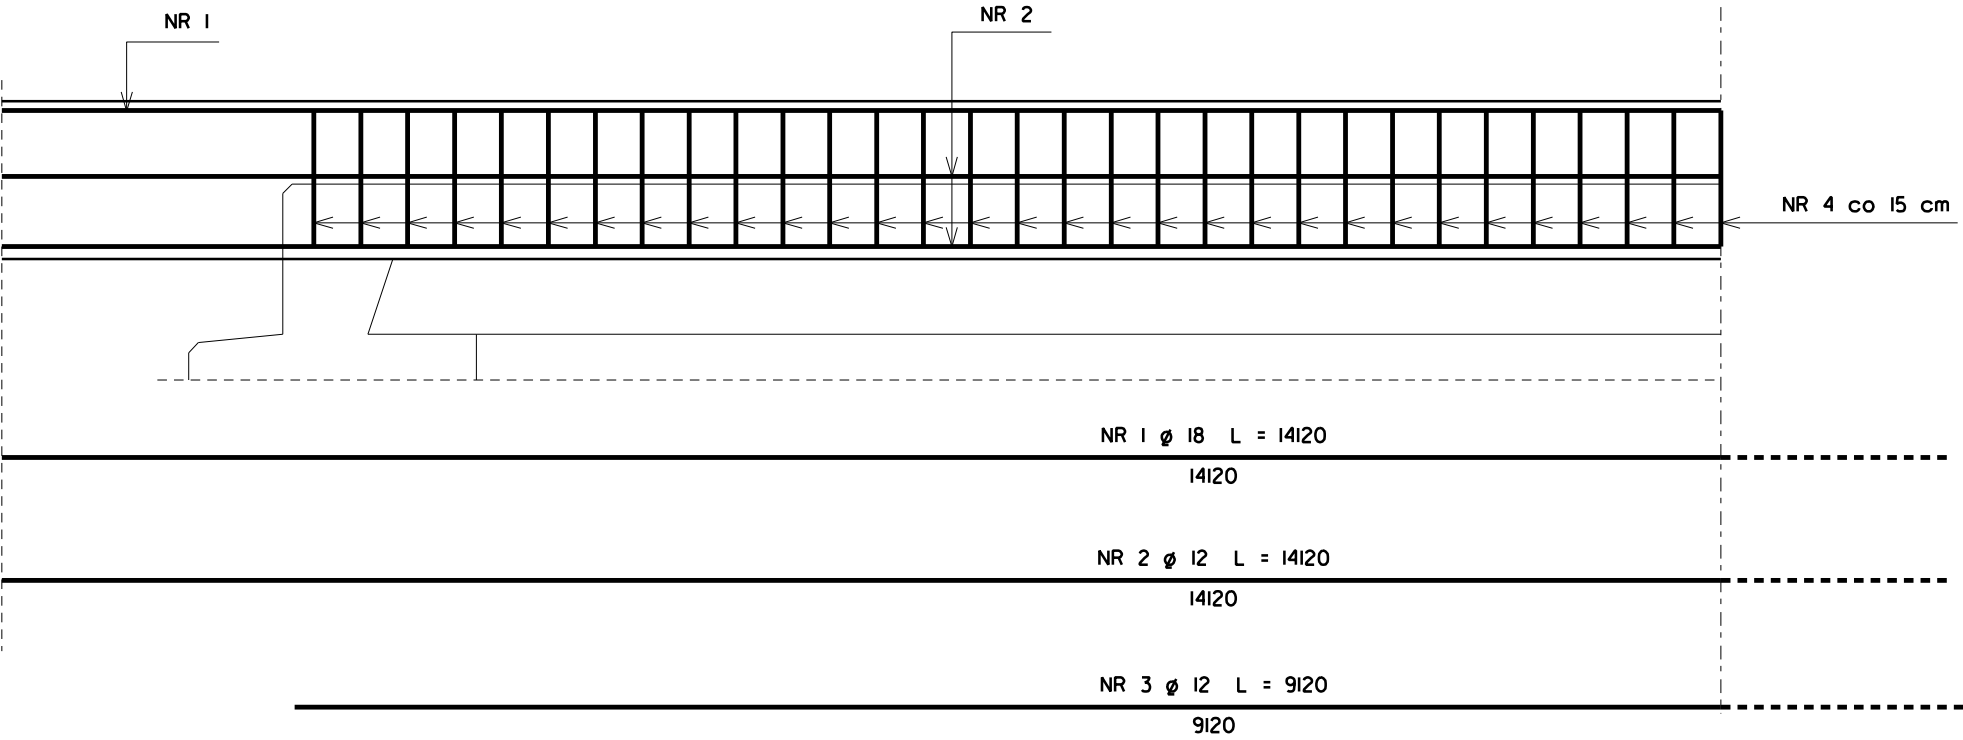 NR 1
NR 2
NR 4 co 15 cm
NR 1 ø 18 L = 14120
14120
NR 2 ø 12 L = 14120
14120
NR 3 ø 12 L = 9120
9120